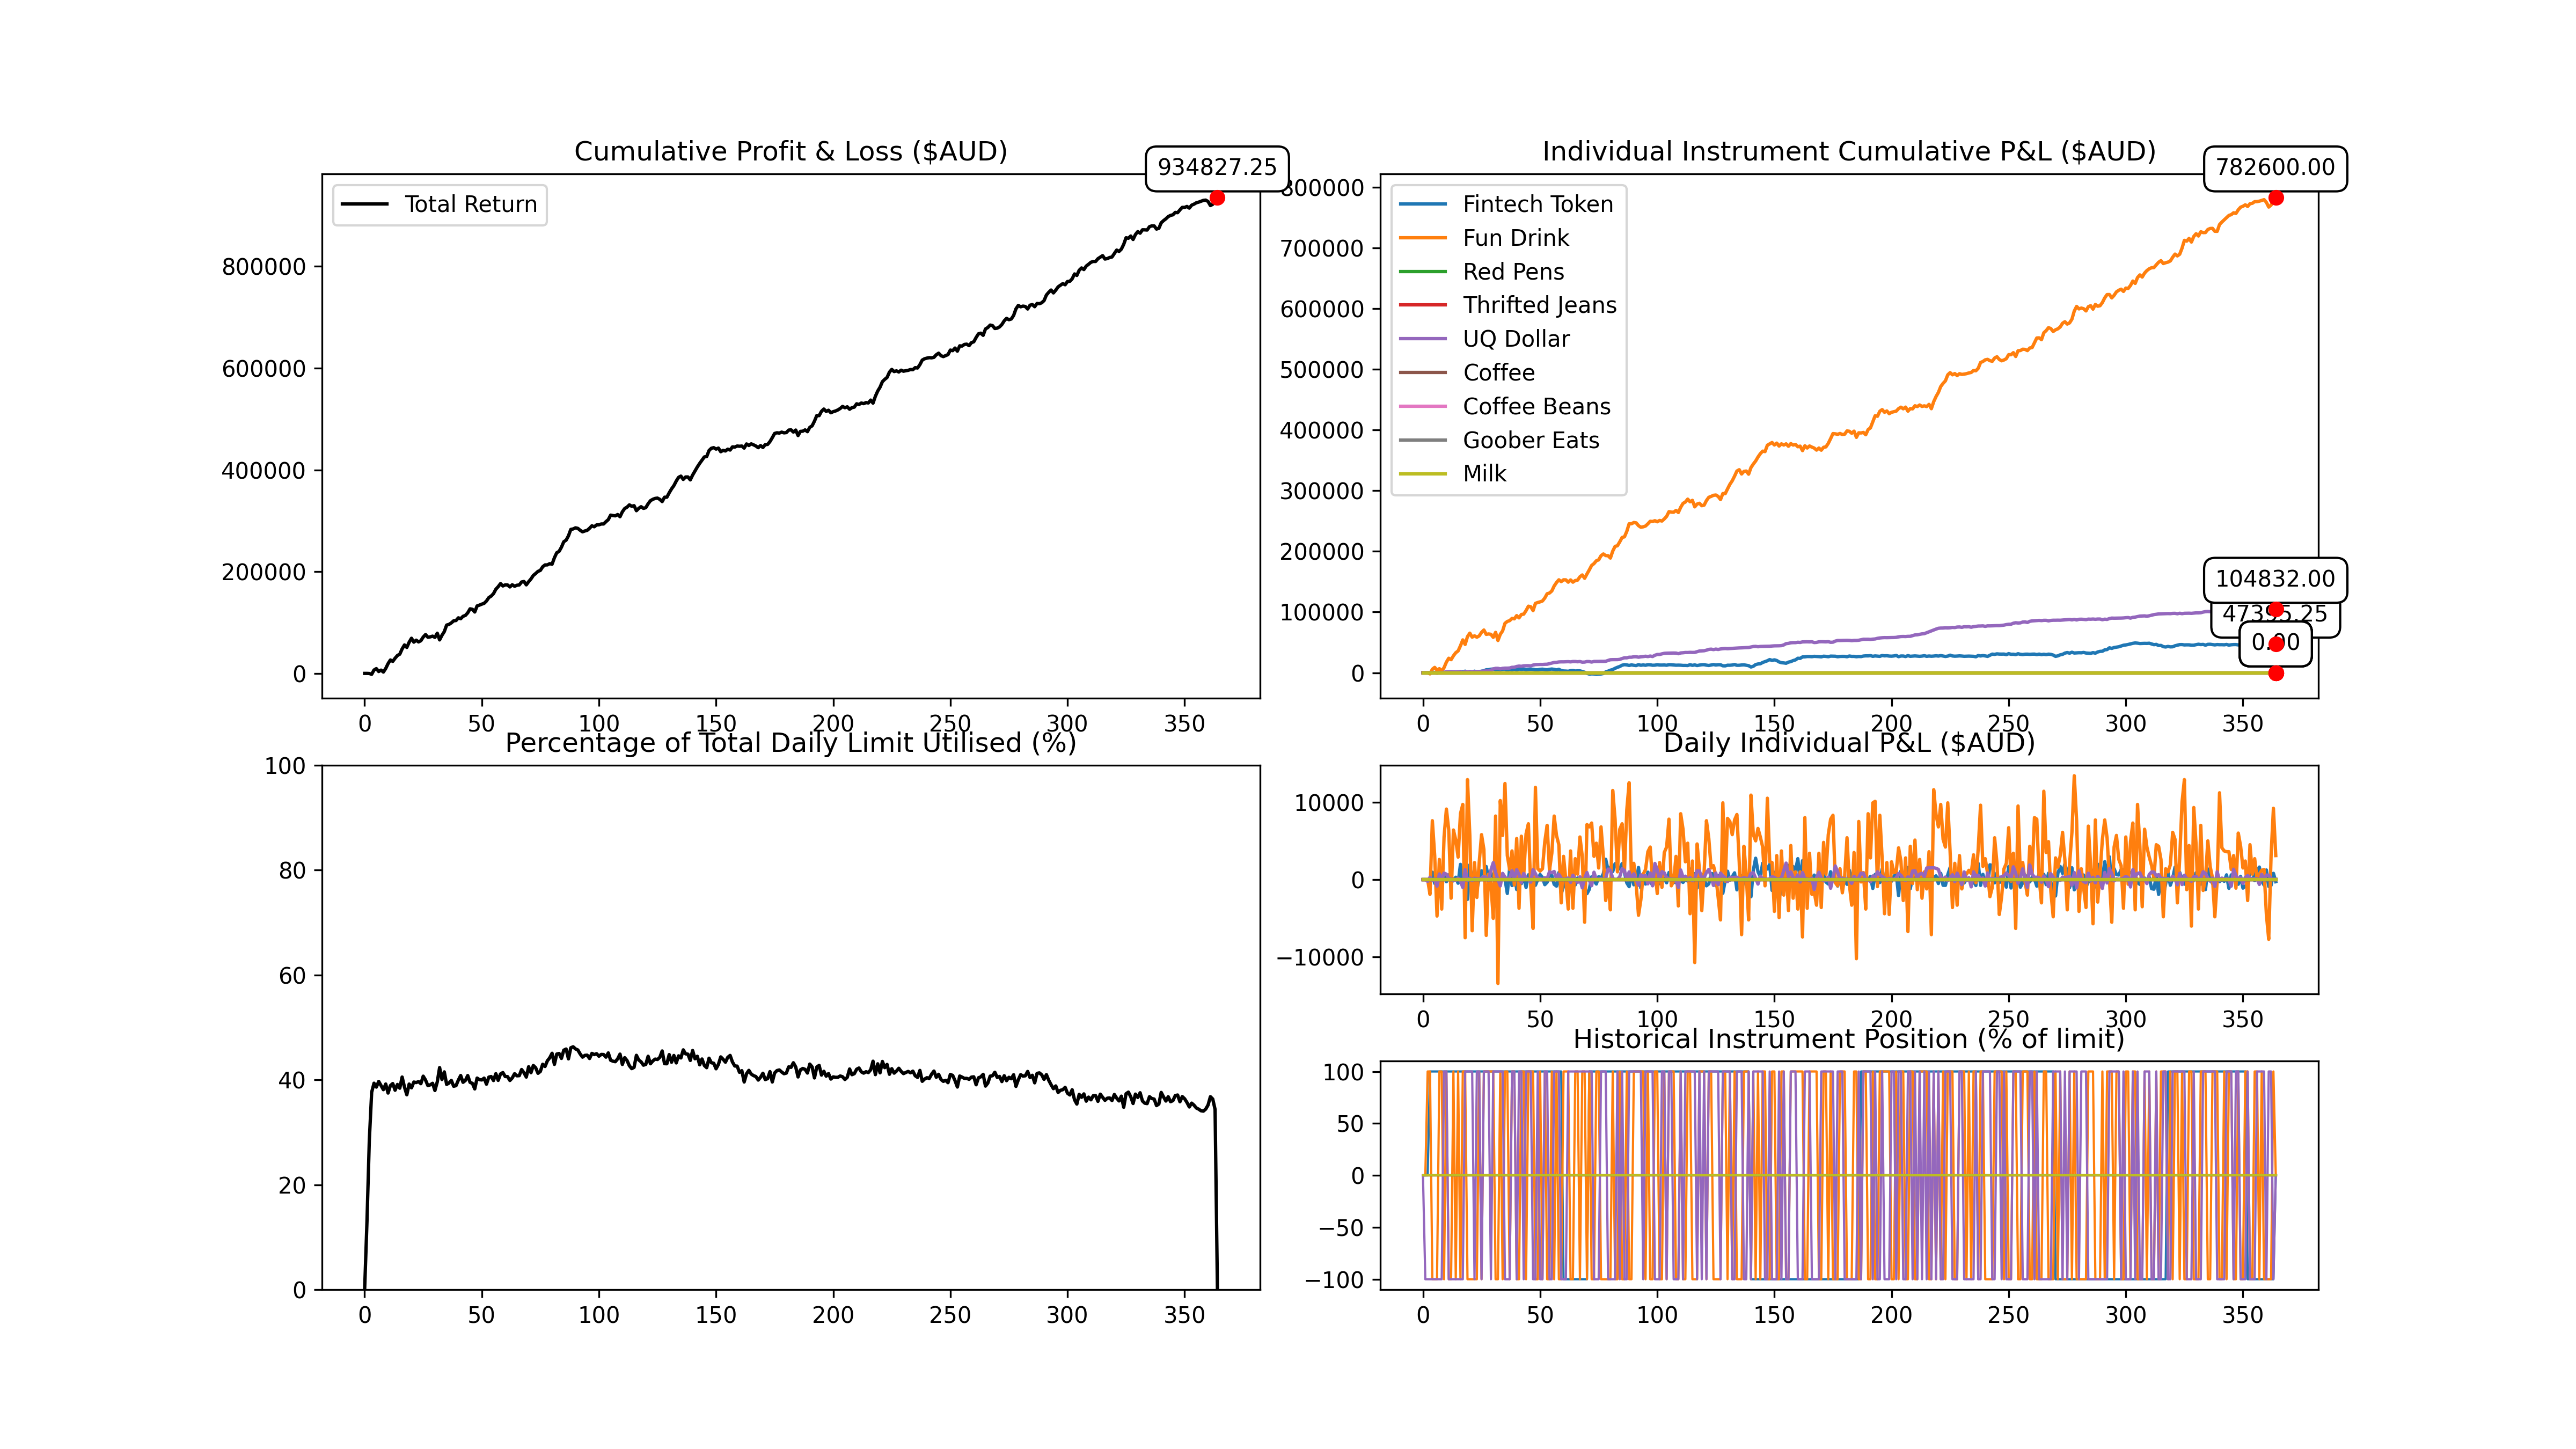 Cumulative Profit & Loss ($AUD)
934827.25
Total Return
800000
600000
400000
200000
0
0 50 100 150 200 250 300 350
Individual Instrument Cumulative P&L ($AUD)
782600.00
Fintech Token
Fun Drink
Red Pens
Thrifted Jeans
UQ Dollar
Coffee
Coffee Beans
Goober Eats
Milk
800000
700000
600000
500000
400000
300000
200000
100000
0
104832.00
47395.25
0.00
0 50 100 150 200 250 300 350
Percentage of Total Daily Limit Utilised (%)
100
80
60
40
20
0
0 50 100 150 200 250 300 350
Daily Individual P&L ($AUD)
10000
0
−10000
0 50 100 150 200 250 300 350
Historical Instrument Position (% of limit)
100
50
0
−50
−100
0 50 100 150 200 250 300 350